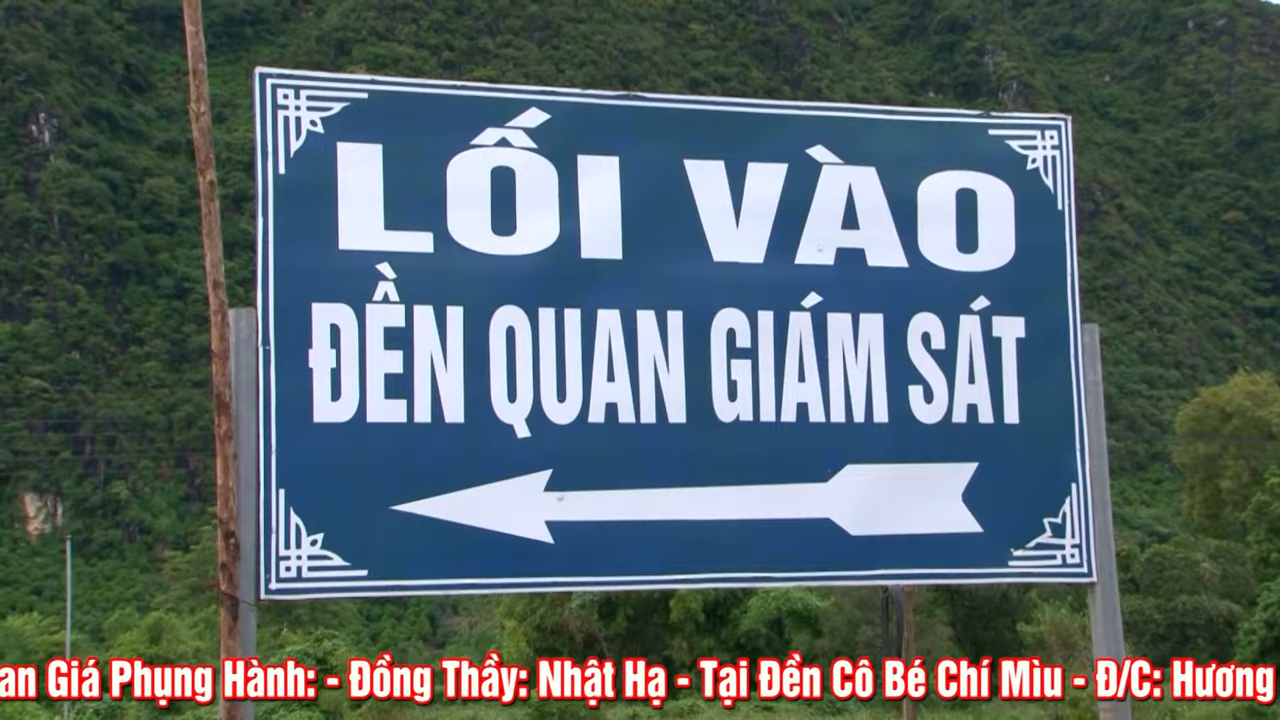 LỐI VÀO
ĐỀN QUAN GIÁM SÁT
Giá Phụng Hành: - Đồng Thầy: Nhật Hạ - Tại Đền Cô Bé Chí Mìu - Đ/C: Hương